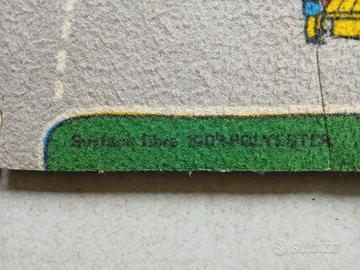 Surface fibre 100% POLYESTER
subito